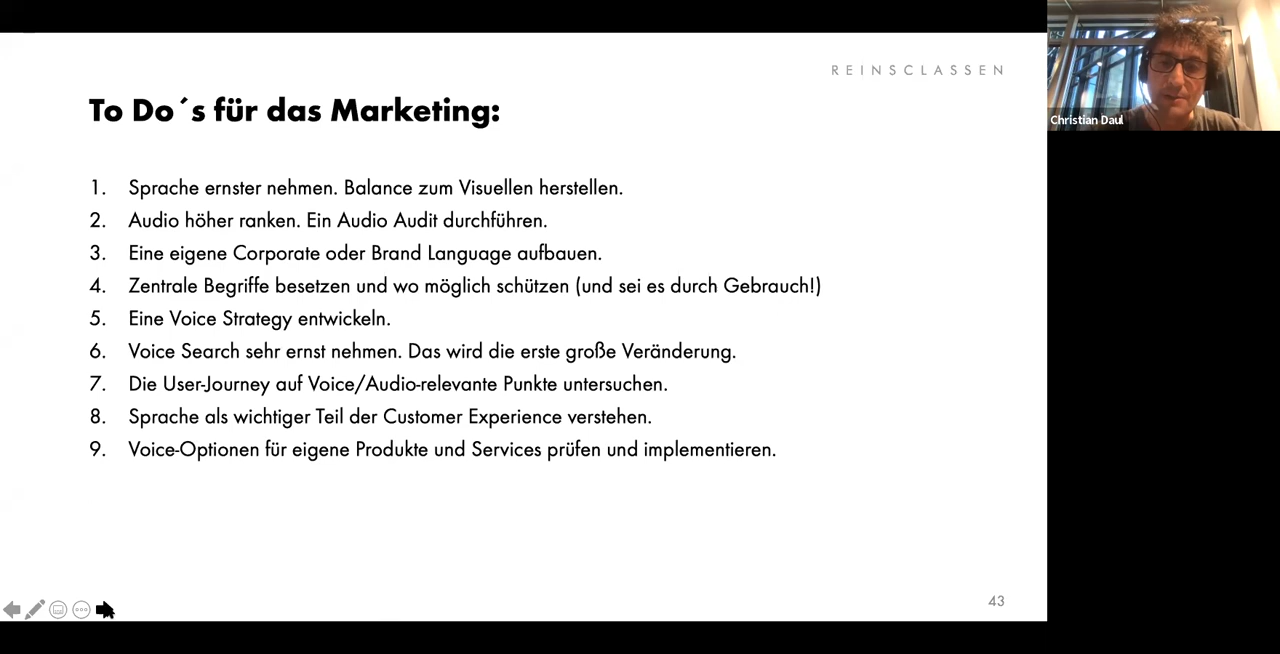 REINSCLASSEN
To Do´s für das Marketing:
1. Sprache ernster nehmen. Balance zum Visuellen herstellen.
2. Audio höher ranken. Ein Audio Audit durchführen.
3. Eine eigene Corporate oder Brand Language aufbauen.
4. Zentrale Begriffe besetzen und wo möglich schützen (und sei es durch Gebrauch!)
5. Eine Voice Strategy entwickeln.
6. Voice Search sehr ernst nehmen. Das wird die erste große Veränderung.
7. Die User-Journey auf Voice/Audio-relevante Punkte untersuchen.
8. Sprache als wichtiger Teil der Customer Experience verstehen.
9. Voice-Optionen für eigene Produkte und Services prüfen und implementieren.
43
Christian Daul